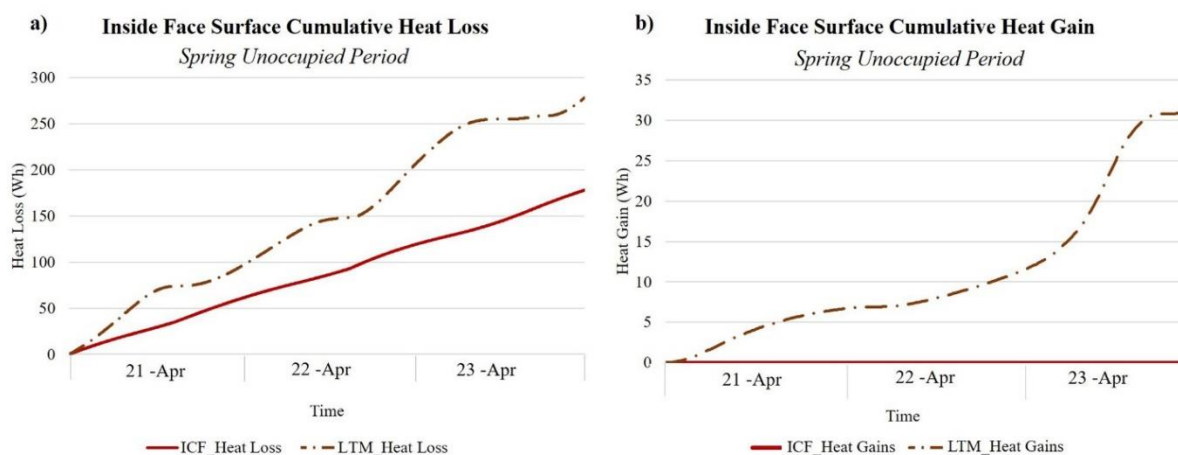 a) Inside Face Surface Cumulative Heat Loss
Spring Unoccupied Period
300
250
200
150
100
50
0
Heat Loss (Wh)
21 -Apr 22 -Apr 23 -Apr
Time
ICF_Heat Loss LTM_Heat Loss
b) Inside Face Surface Cumulative Heat Gain
Spring Unoccupied Period
35
30
25
20
15
10
5
0
Heat Gain (Wh)
21 -Apr 22 -Apr 23 -Apr
Time
ICF_Heat Gains LTM_Heat Gains